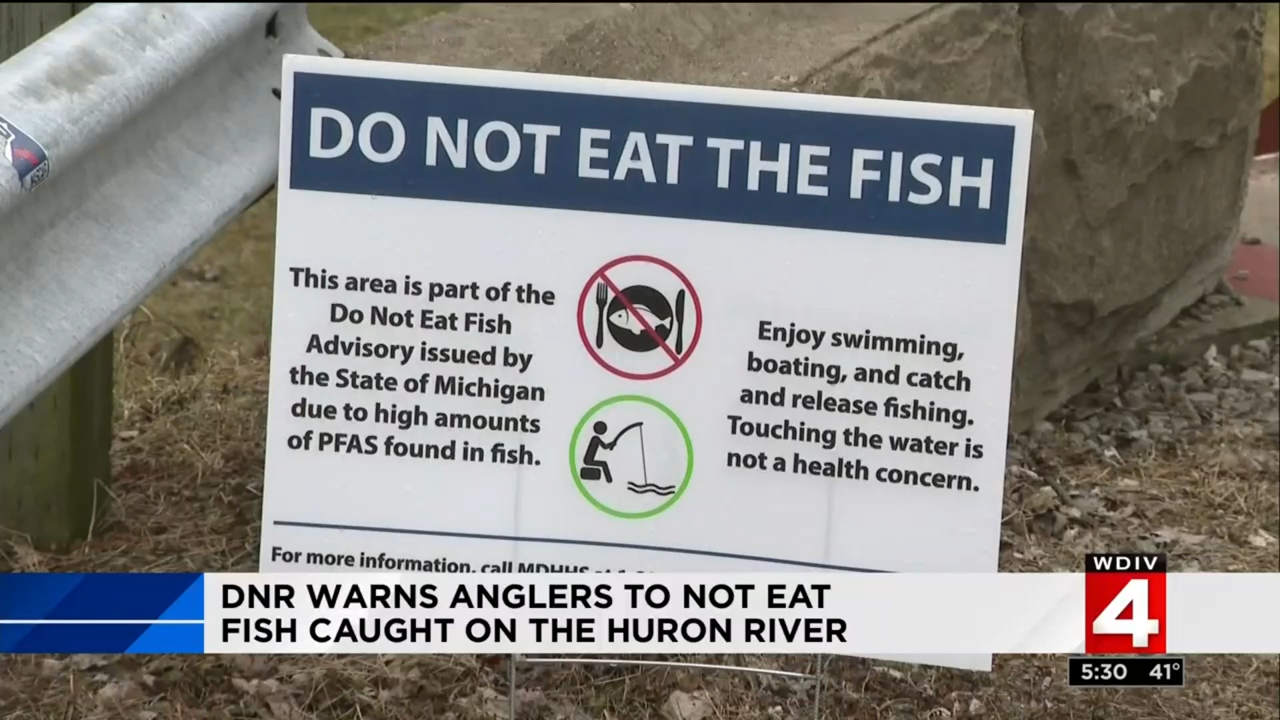 DO NOT EAT THE FISH
This area is part of the
Do Not Eat Fish
Advisory issued by
the State of Michigan
due to high amounts
of PFAS found in fish.
Enjoy swimming,
boating, and catch
and release fishing.
Touching the water is
not a health concern.
For more information, call MDHHS at
DNR WARNS ANGLERS TO NOT EAT
FISH CAUGHT ON THE HURON RIVER
WDIV
4
5:30 41°